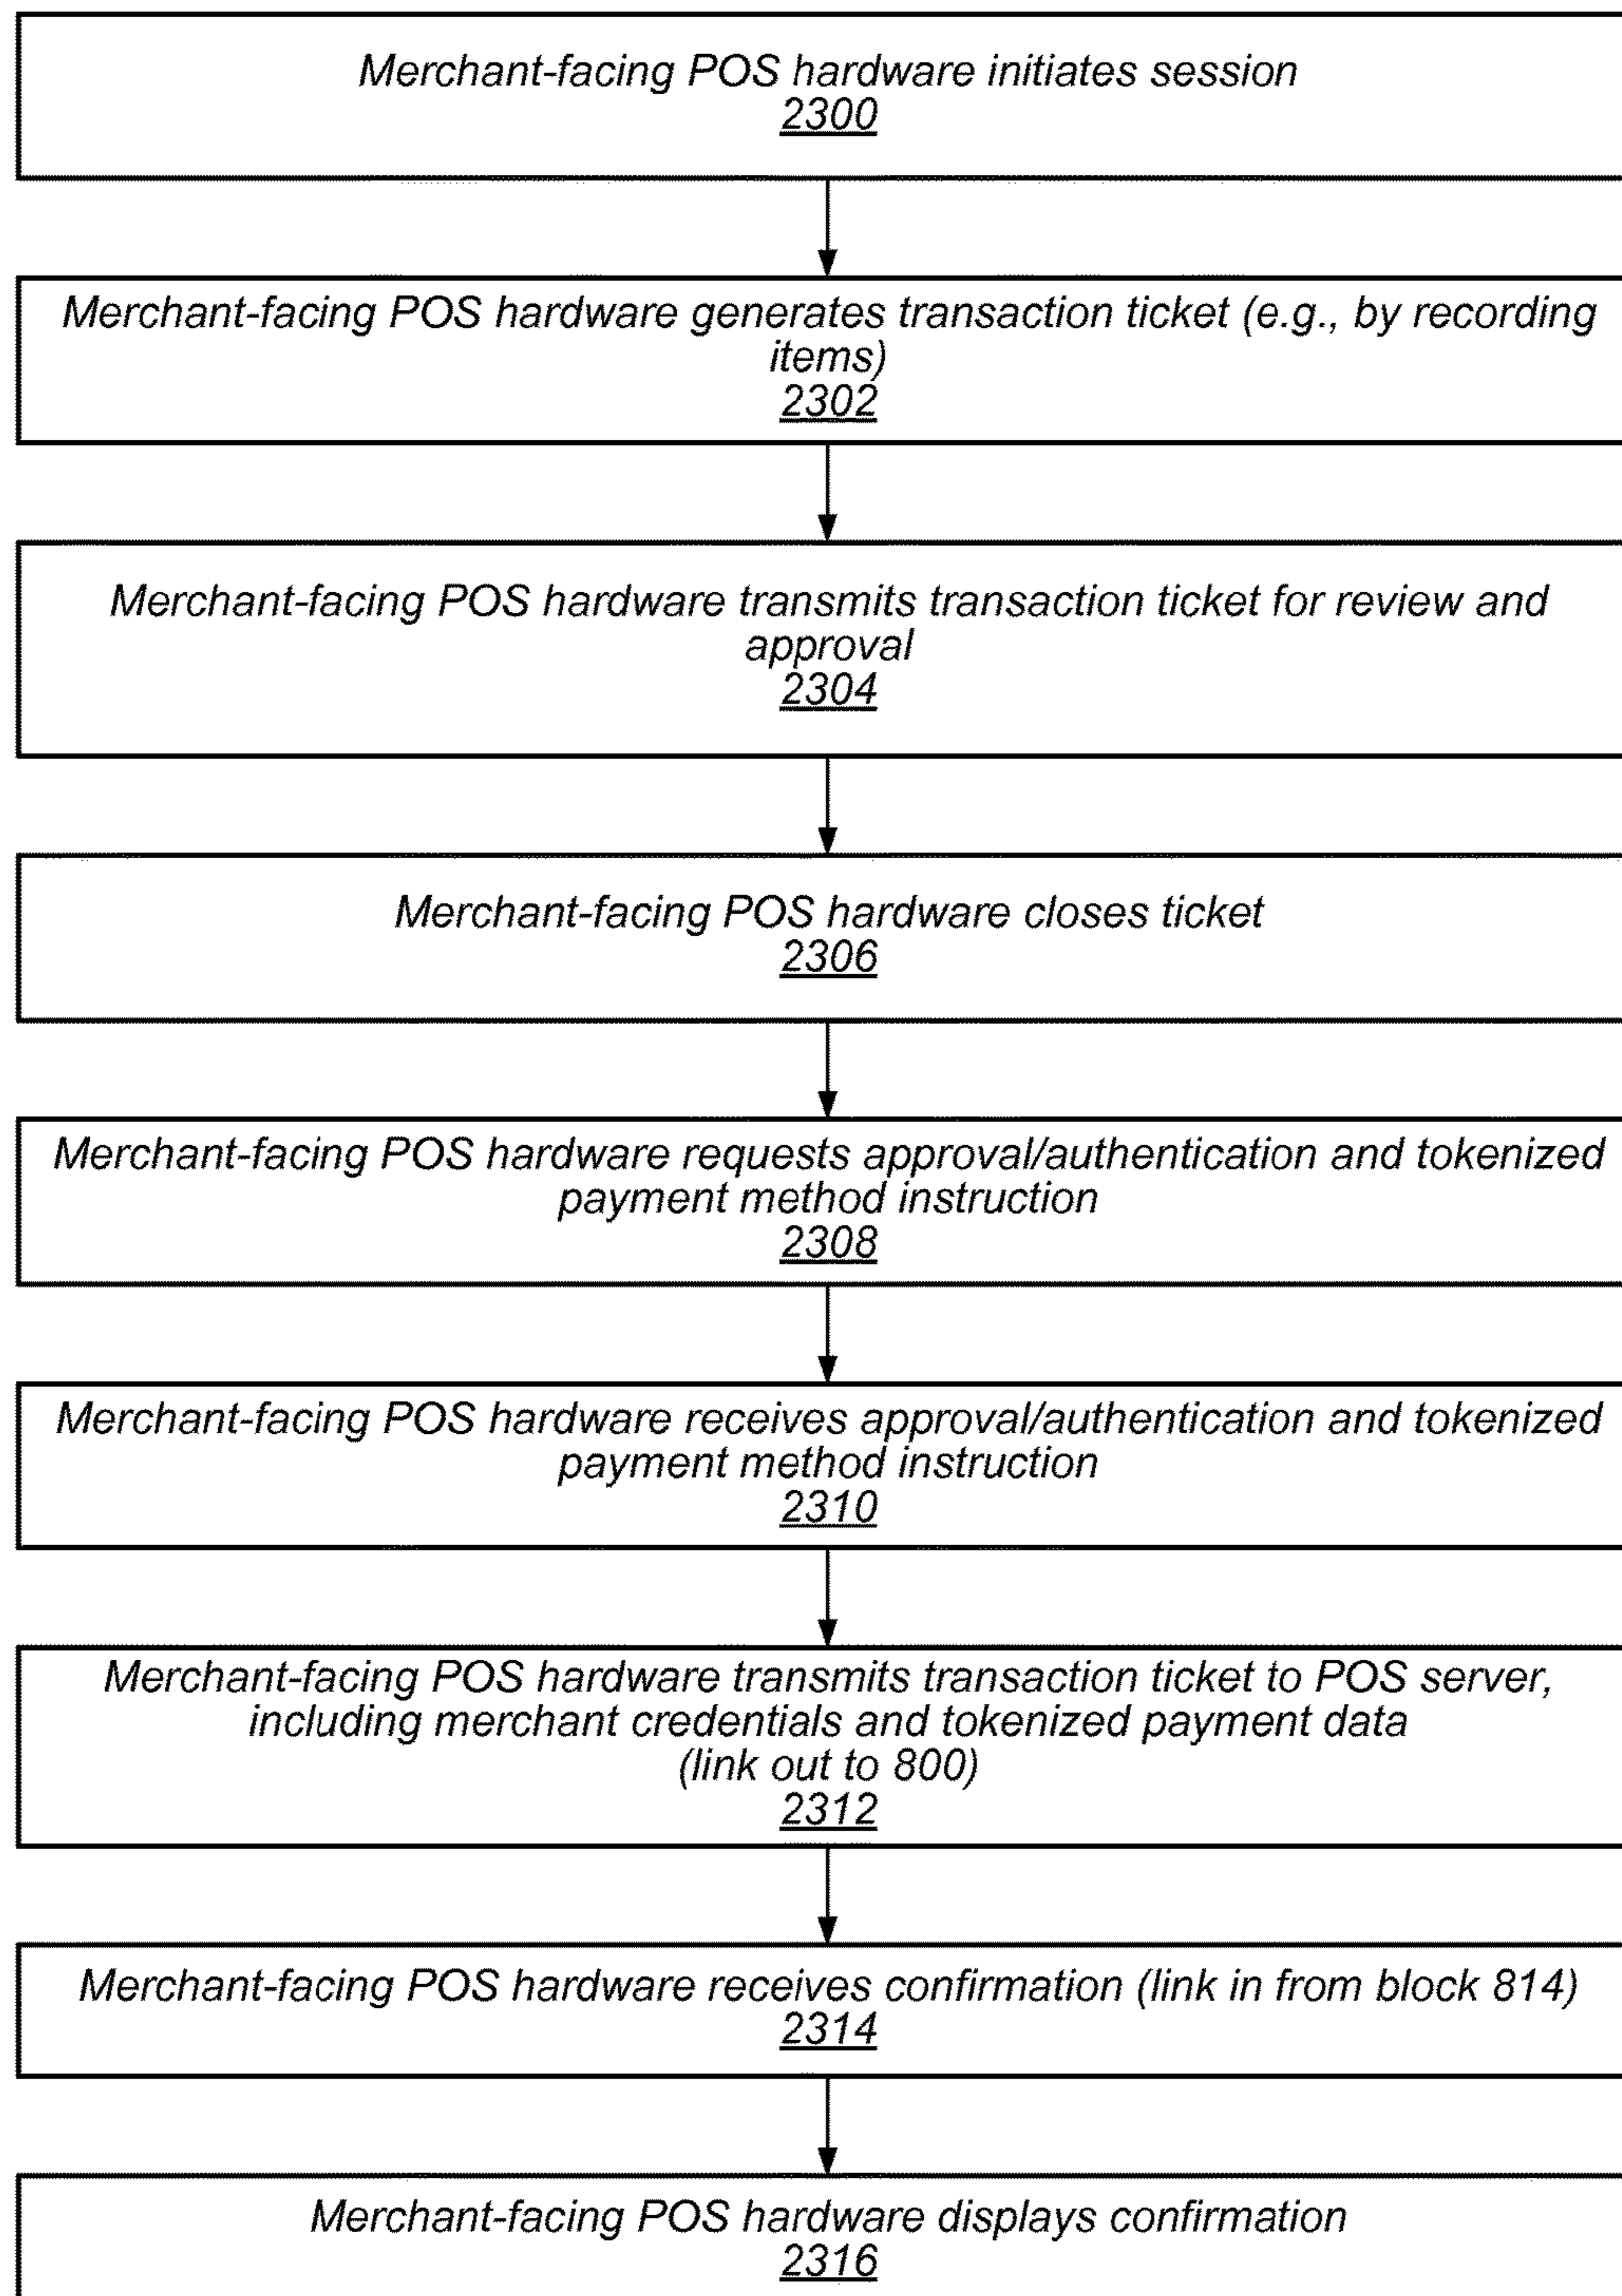 Merchant-facing POS hardware initiates session
2300
Merchant-facing POS hardware generates transaction ticket (e.g., by recording
items)
2302
Merchant-facing POS hardware transmits transaction ticket for review and
approval
2304
Merchant-facing POS hardware closes ticket
2306
Merchant-facing POS hardware requests approval/authentication and tokenized
payment method instruction
2308
Merchant-facing POS hardware receives approval/authentication and tokenized
payment method instruction
2310
Merchant-facing POS hardware transmits transaction ticket to POS server,
including merchant credentials and tokenized payment data
(link out to 800)
2312
Merchant-facing POS hardware receives confirmation (link in from block 814)
2314
Merchant-facing POS hardware displays confirmation
2316